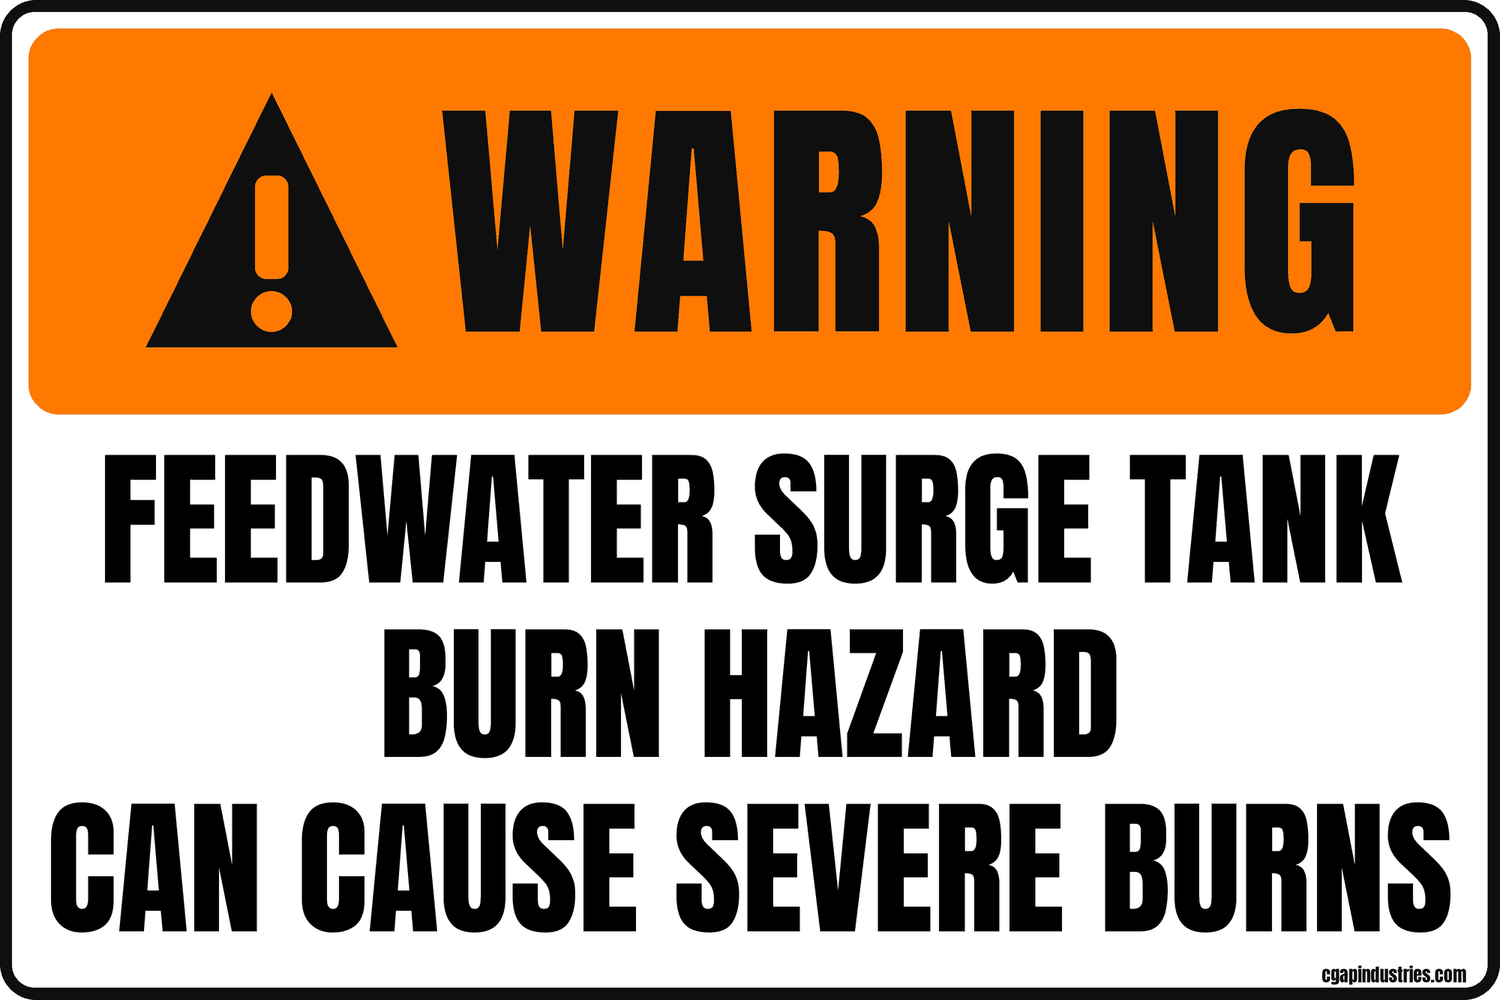 WARNING
FEEDWATER SURGE TANK
BURN HAZARD
CAN CAUSE SEVERE BURNS
cgapindustries.com